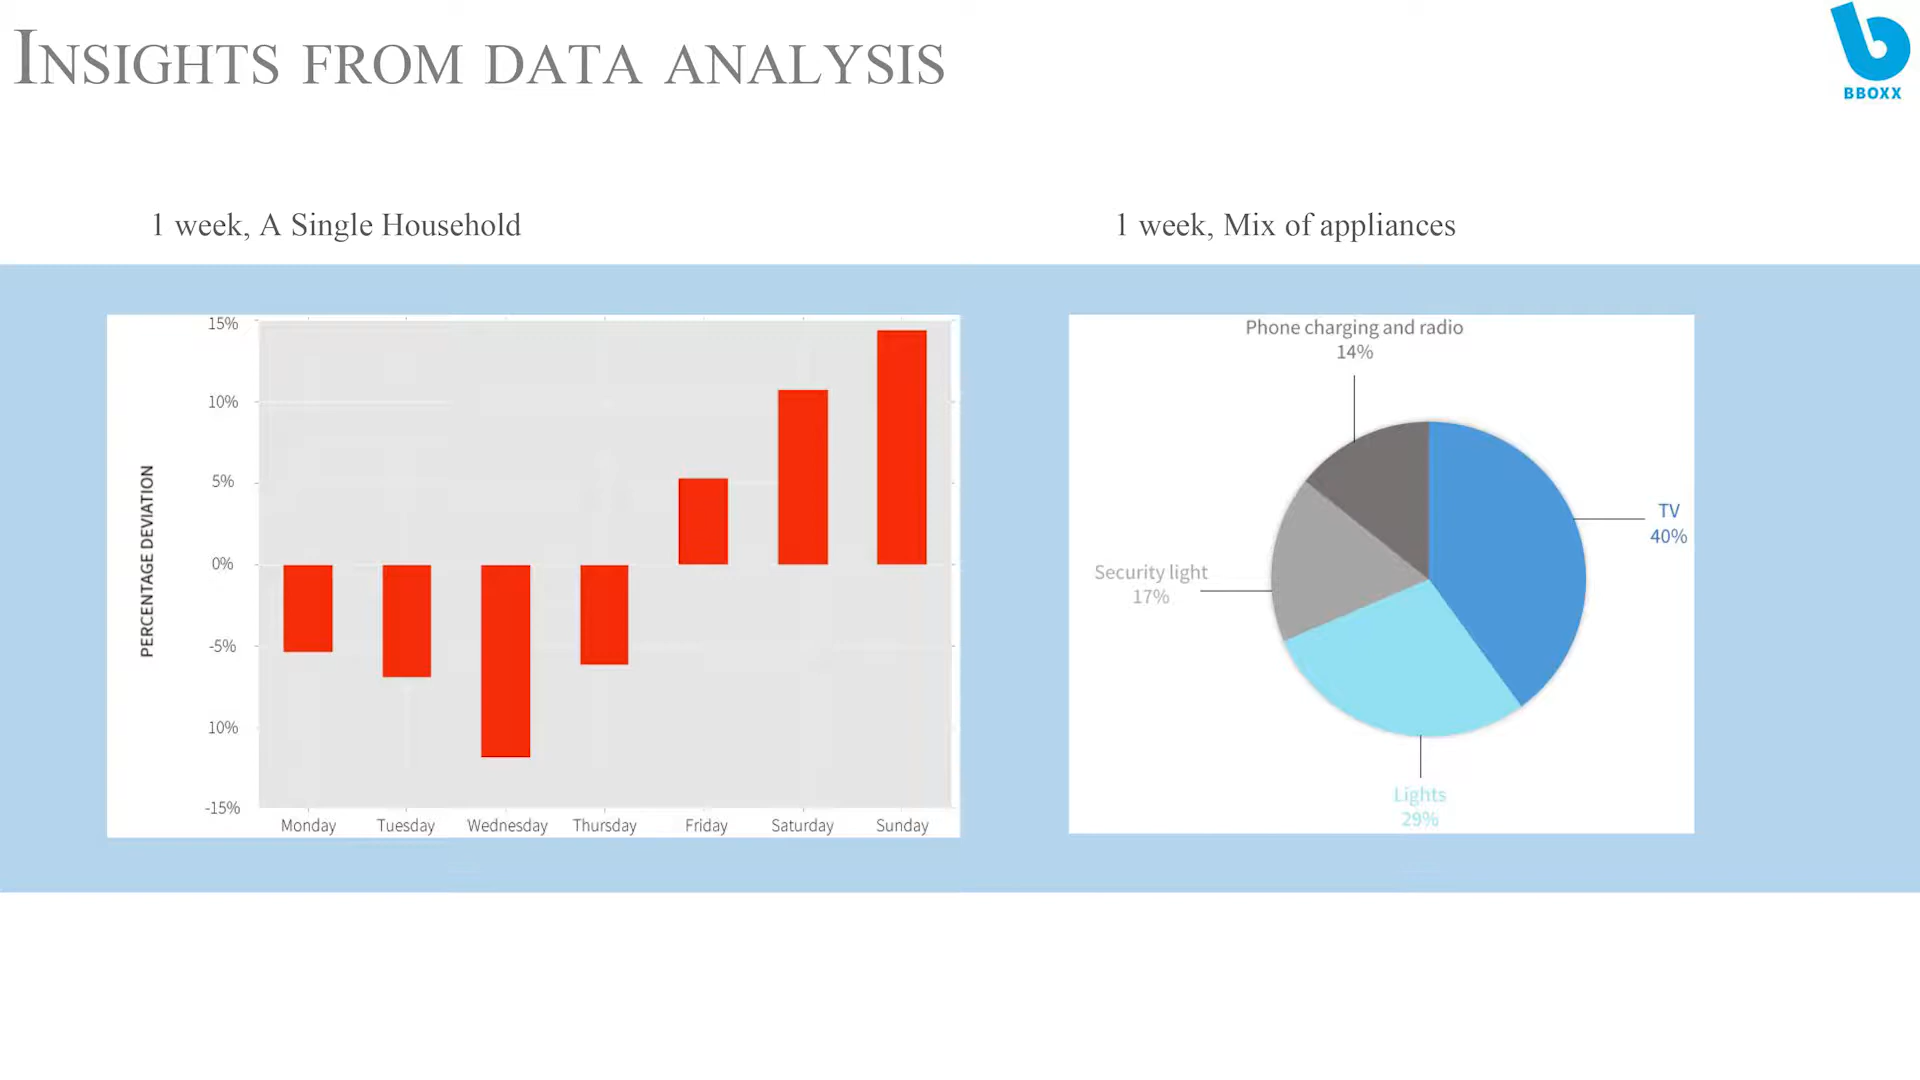 INSIGHTS FROM DATA ANALYSIS
BBOXX
1 week, A Single Household
1 week, Mix of appliances
PERCENTAGE DEVIATION
15%
10%
5%
0%
-5%
10%
-15%
Monday Tuesday Wednesday Thursday Friday Saturday Sunday
Phone charging and radio
14%
TV
40%
Security light
17%
Lights
29%